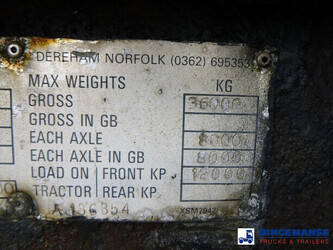 DEREHAM NORFOLK (0362) 695353
MAX WEIGHTS KG
GROSS 36000
GROSS IN GB
EACH AXLE 8000
EACH AXLE IN GB 8000
LOAD ON FRONT KP 12000
TRACTOR REAR KP
KINGEMANSE
TRUCKS & TRAILERS